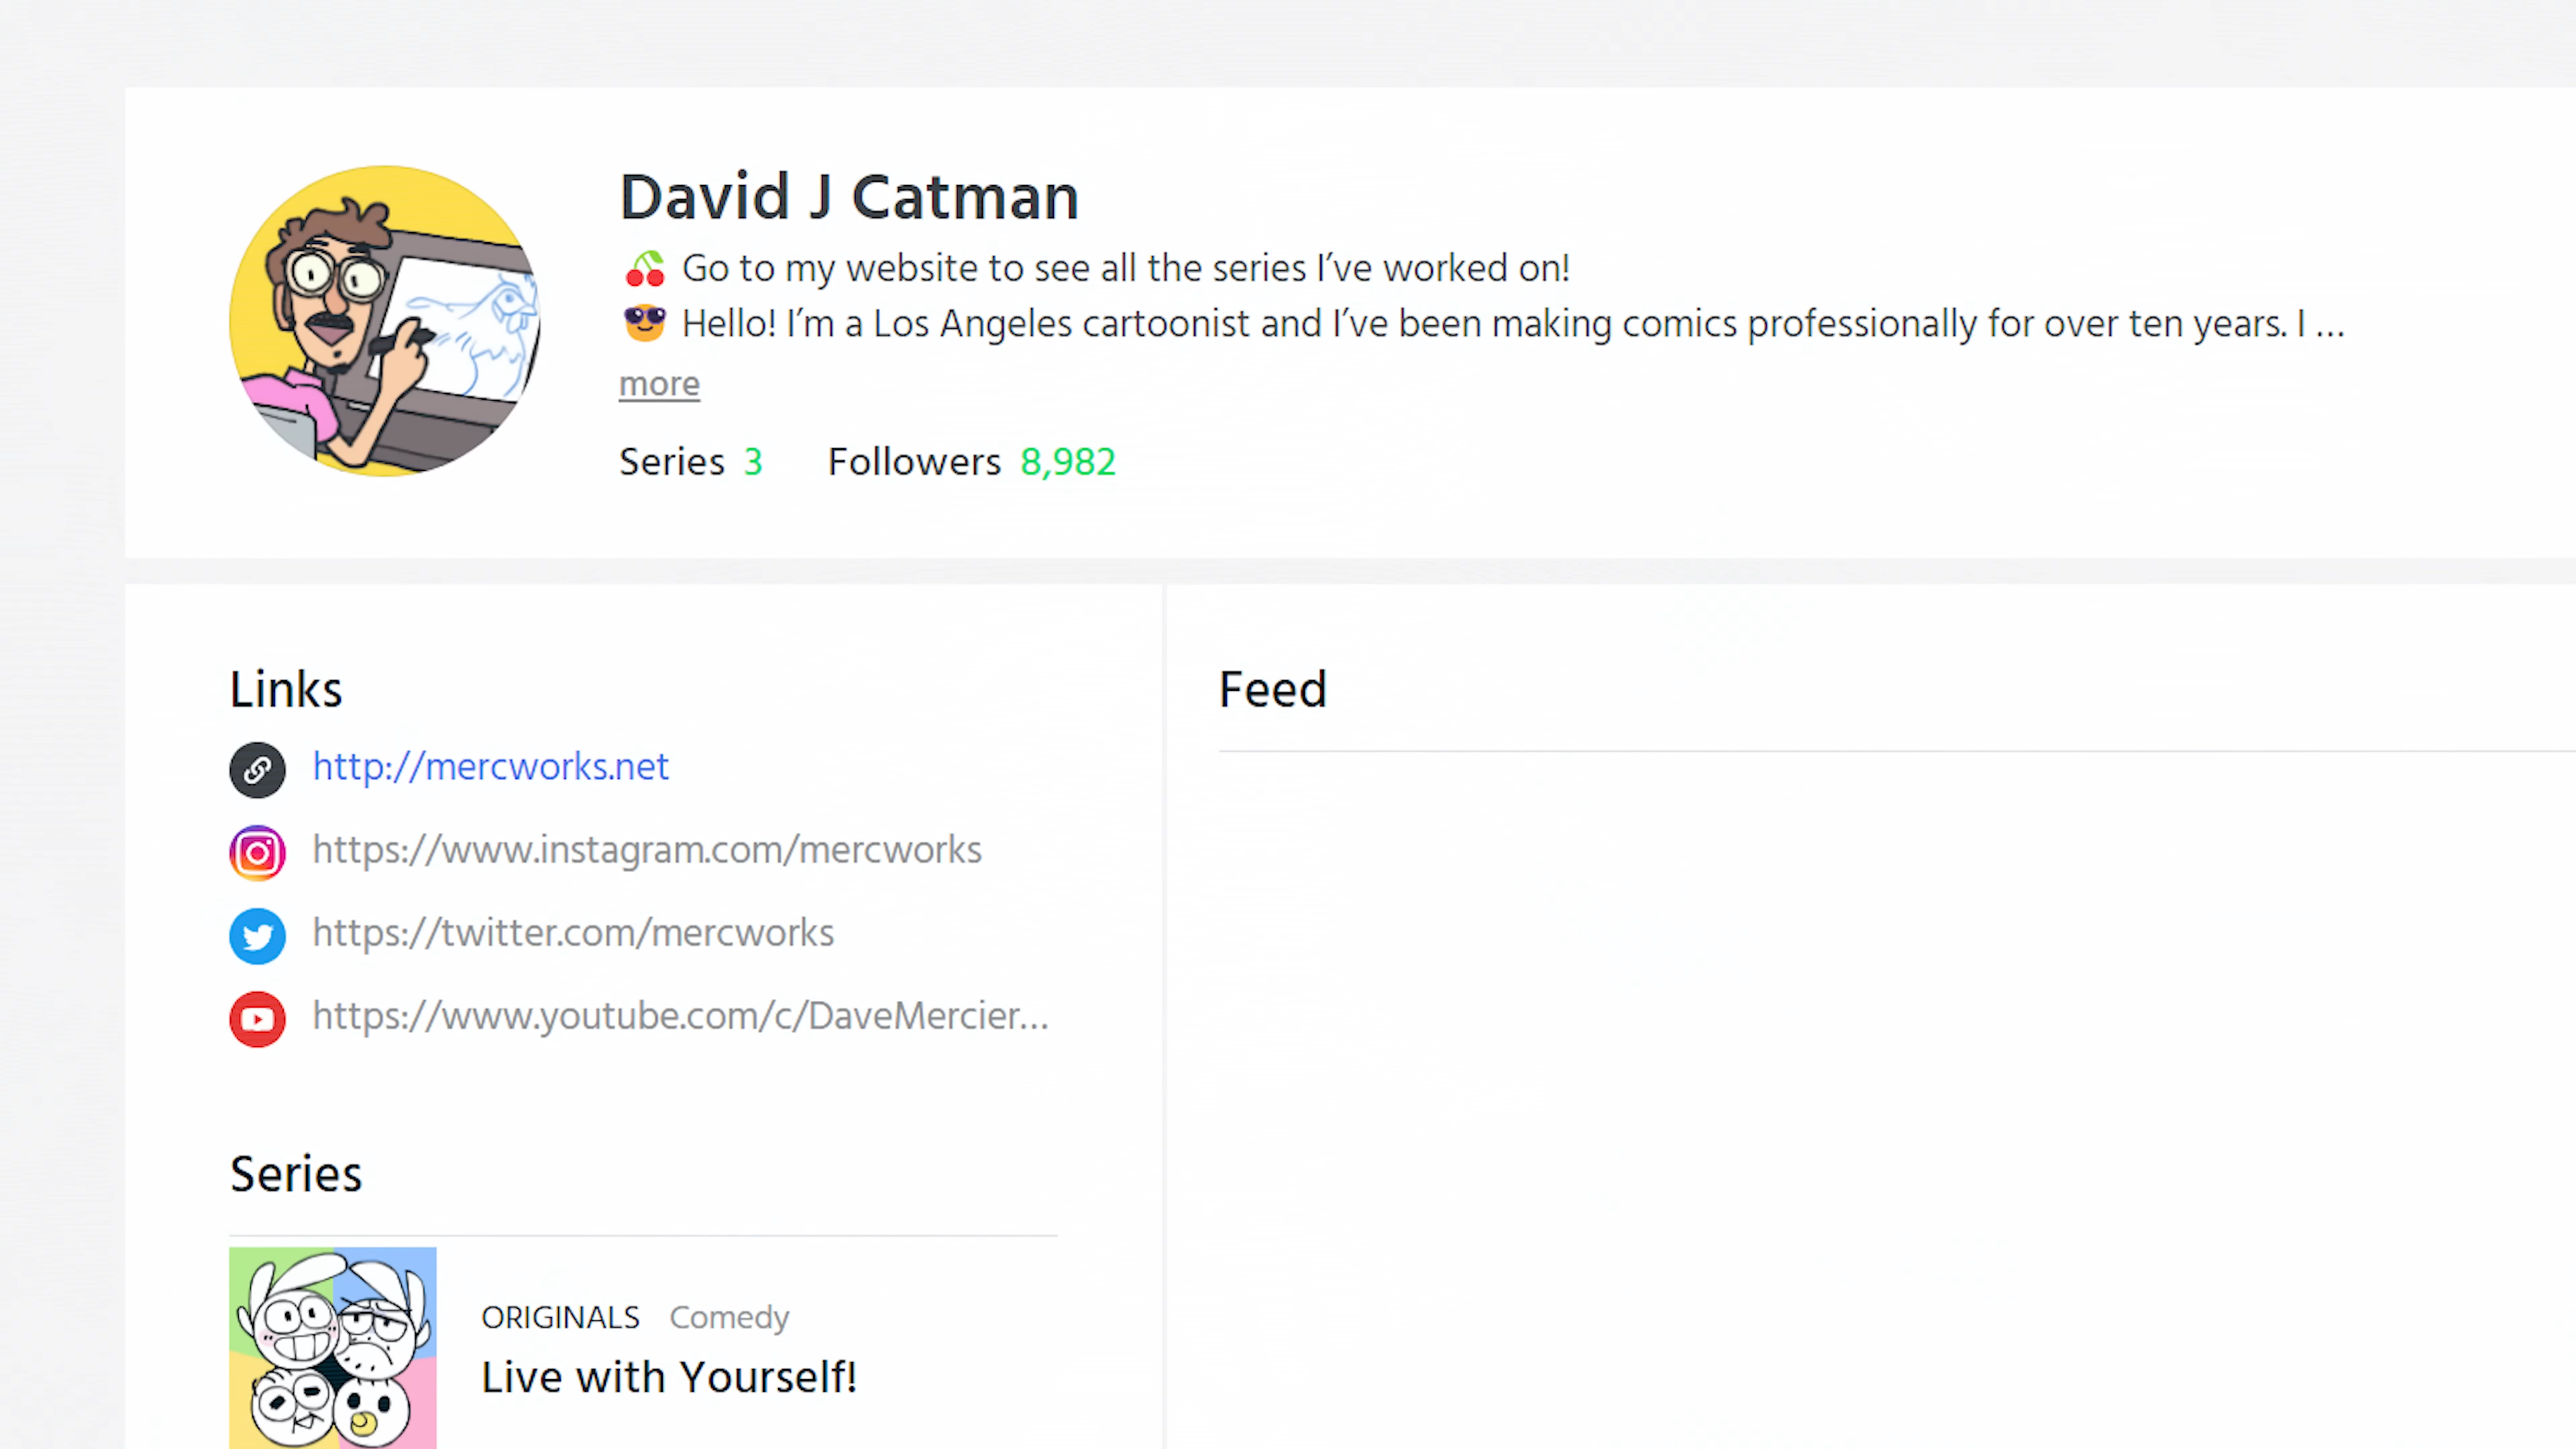 David J Catman
🍒 Go to my website to see all the series I've worked on!
😎 Hello! I'm a Los Angeles cartoonist and I've been making comics professionally for over ten years. I ...
more
Series 3 Followers 8,982
Links
http://mercworks.net
https://www.instagram.com/mercworks
https://twitter.com/mercworks
https://www.youtube.com/c/DaveMercier...
Series
ORIGINALS Comedy
Live with Yourself!
Feed